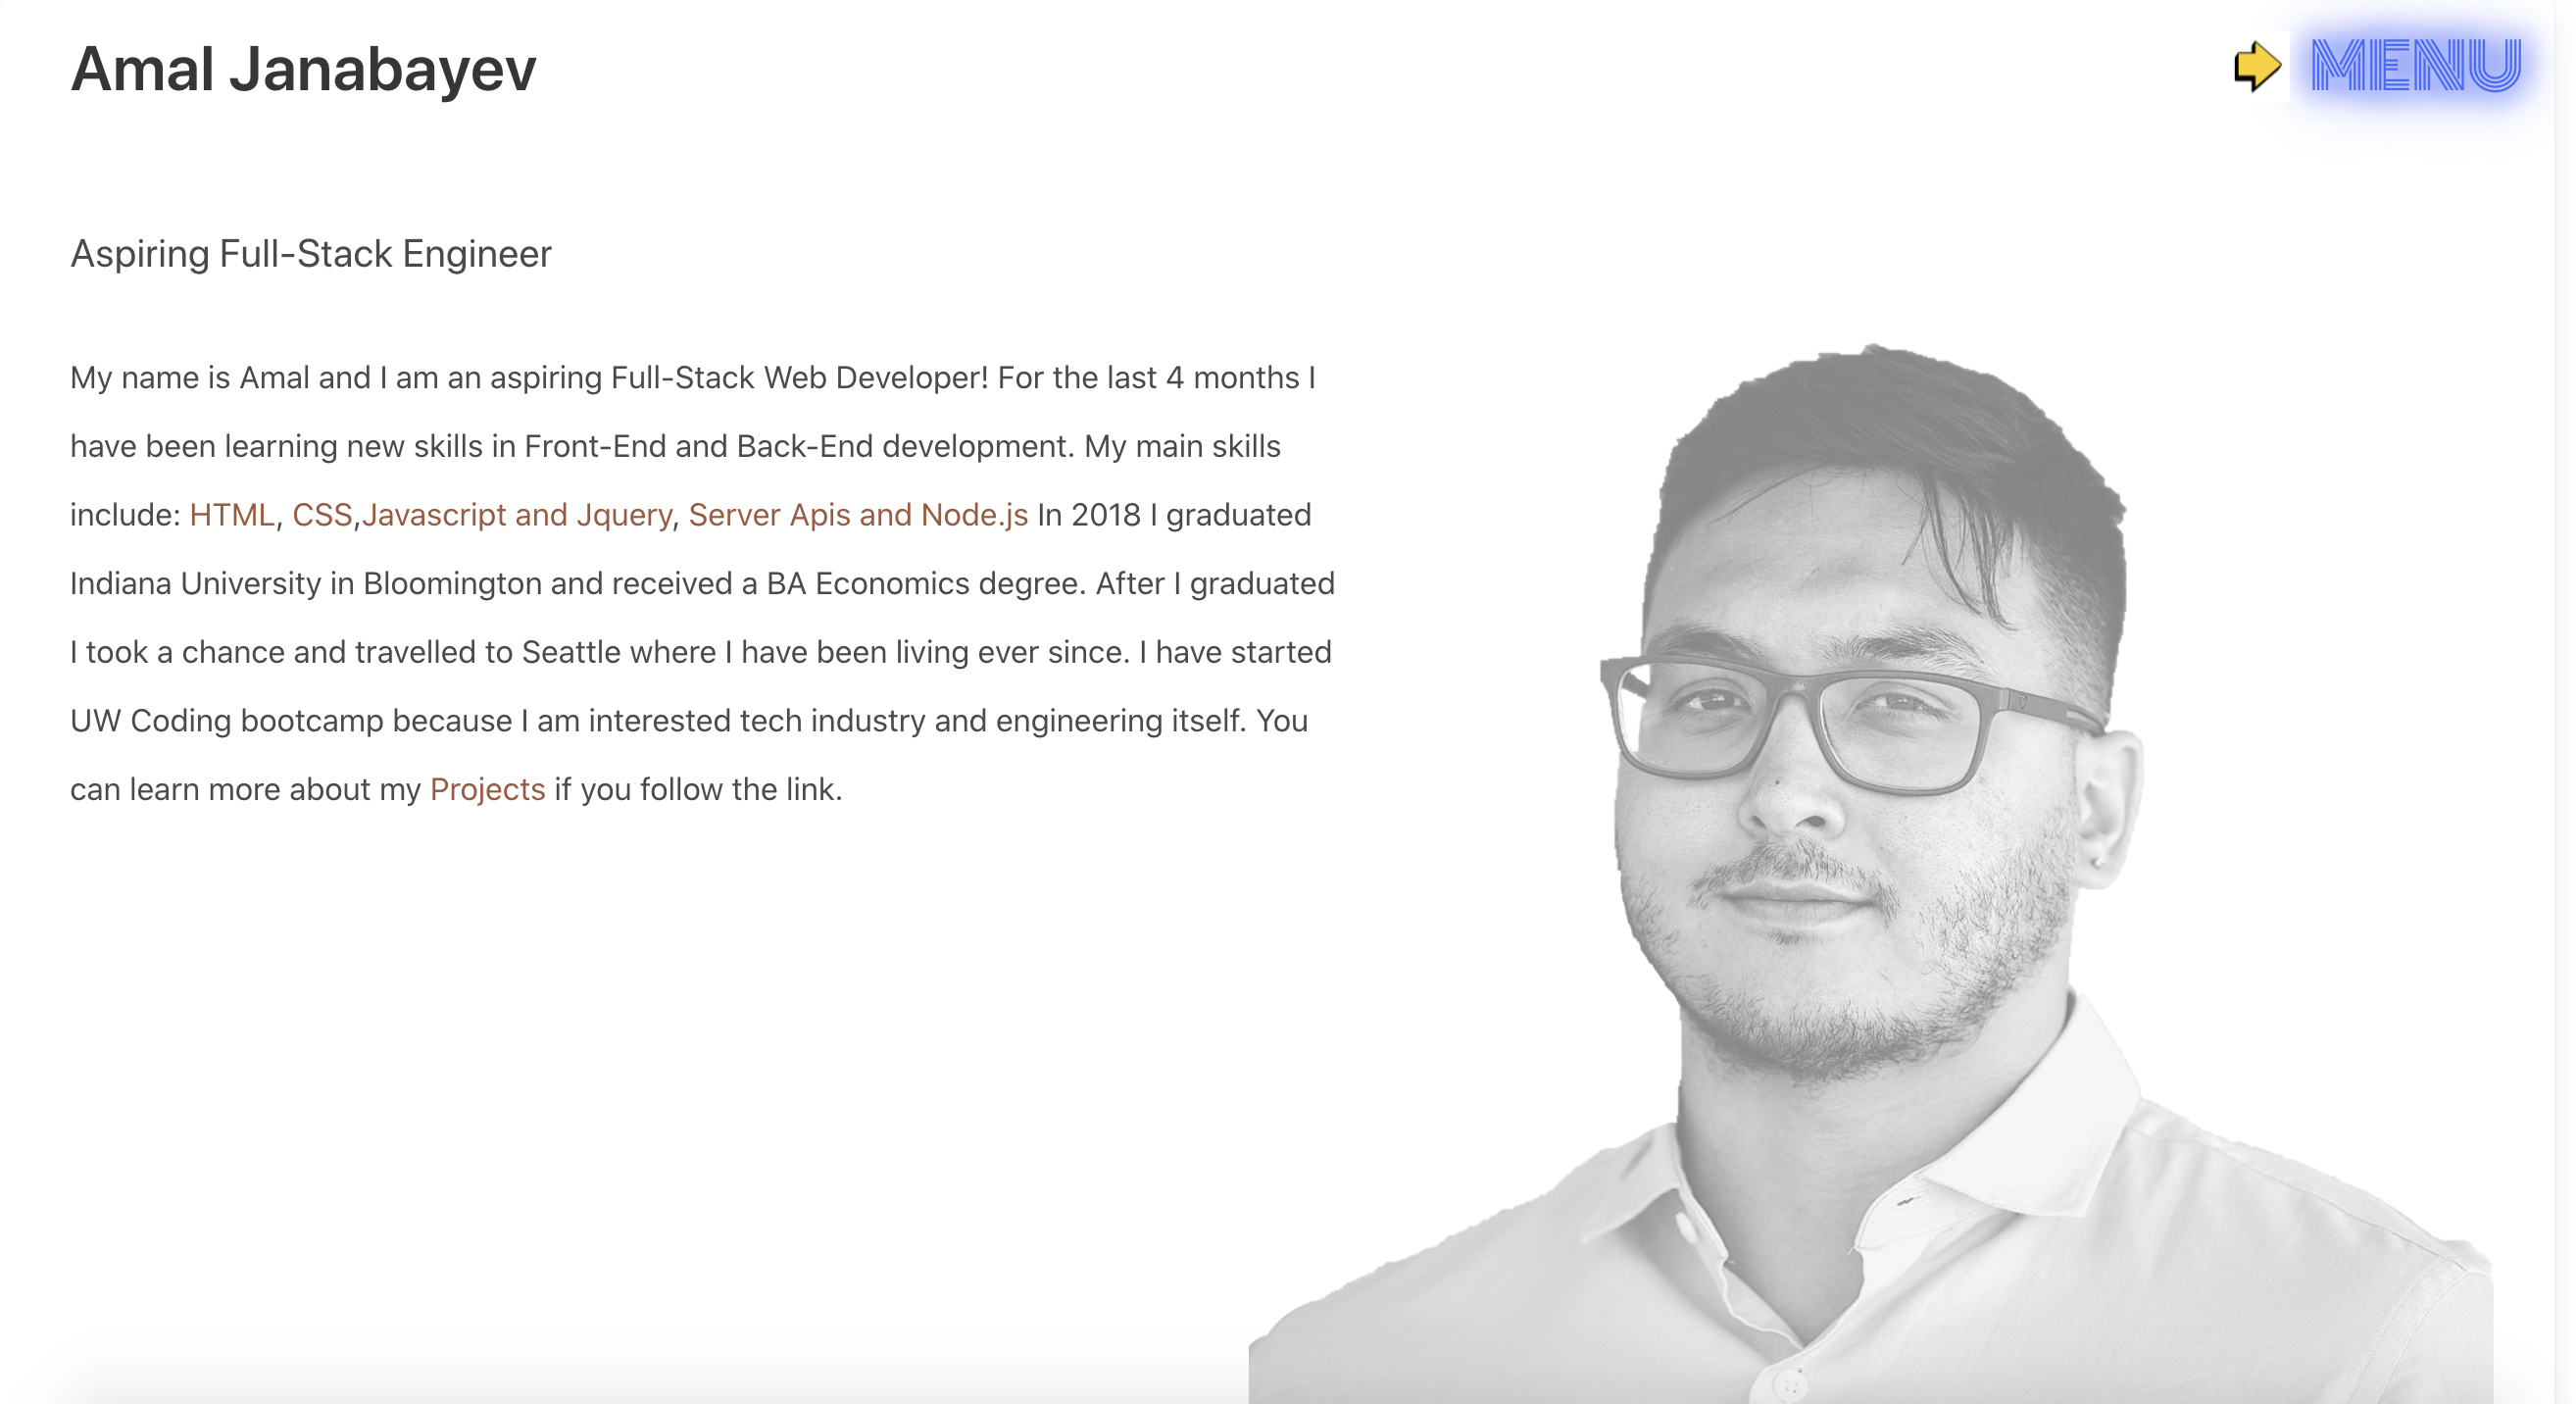 Amal Janabayev
MENU
Aspiring Full-Stack Engineer
My name is Amal and I am an aspiring Full-Stack Web Developer! For the last 4 months I
have been learning new skills in Front-End and Back-End development. My main skills
include: HTML, CSS,Javascript and Jquery, Server Apis and Node.js In 2018 I graduated
Indiana University in Bloomington and received a BA Economics degree. After I graduated
I took a chance and travelled to Seattle where I have been living ever since. I have started
UW Coding bootcamp because I am interested tech industry and engineering itself. You
can learn more about my Projects if you follow the link.